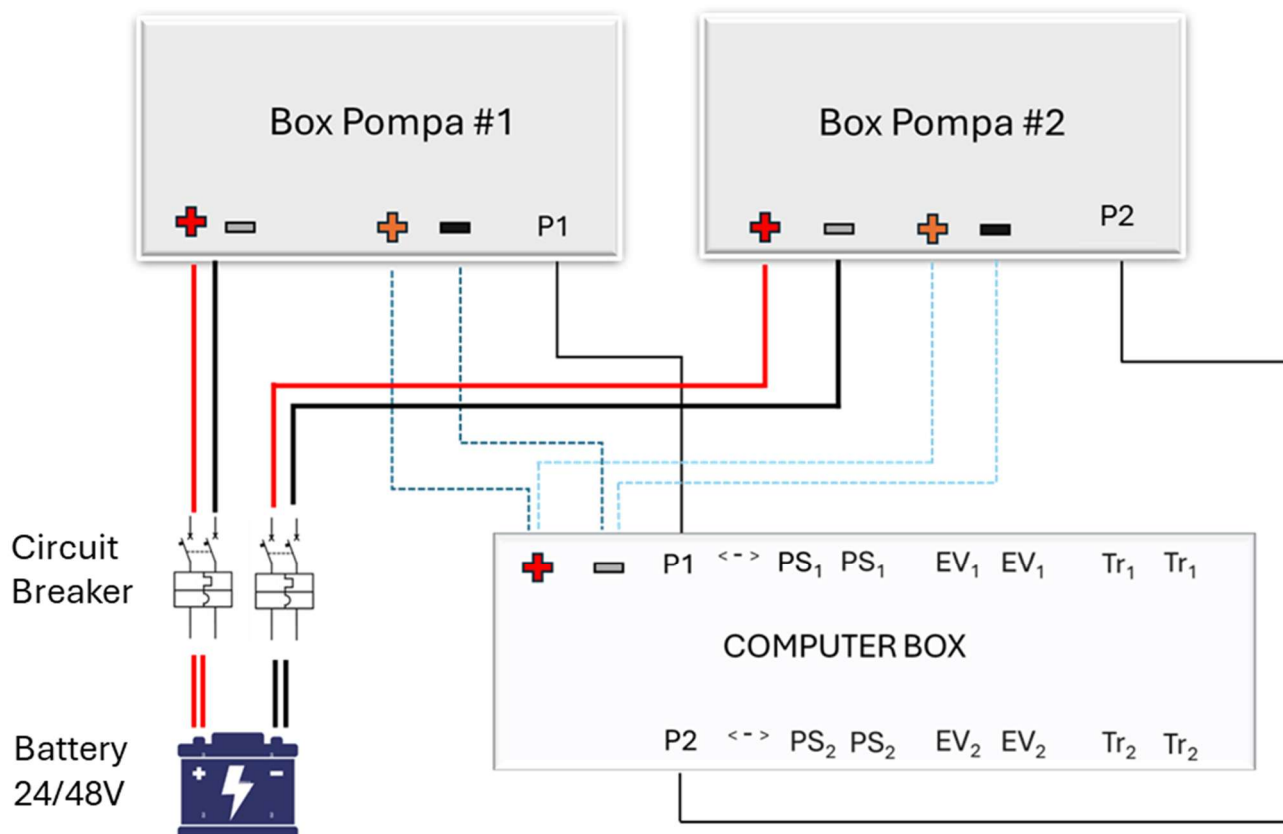 Box Pompa #1
Box Pompa #2
P1
P2
Circuit
Breaker
P1 <-> PS₁ PS₁ EV₁ EV₁ Tr₁ Tr₁
COMPUTER BOX
P2 <-> PS₂ PS₂ EV₂ EV₂ Tr₂ Tr₂
Battery
24/48V